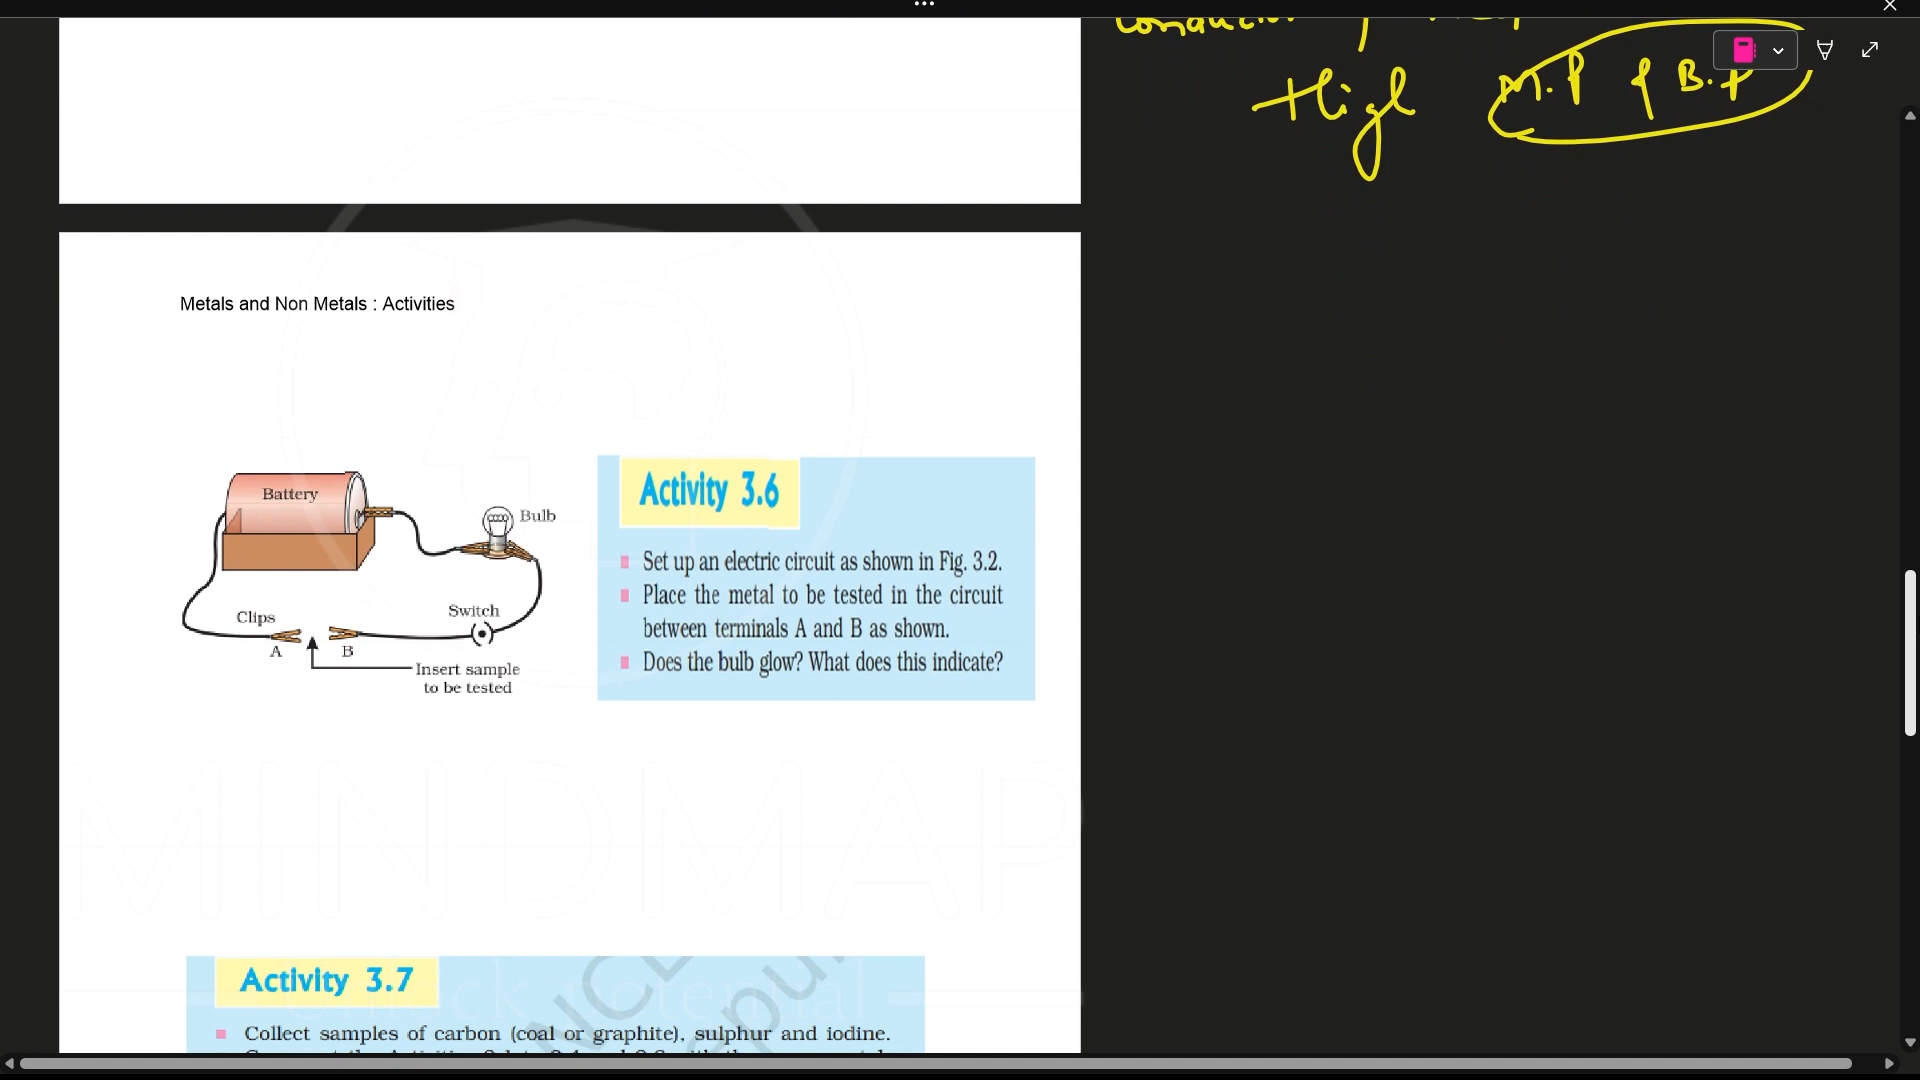 High M.P & B.P
Metals and Non Metals : Activities
Battery
Bulb
Clips
Switch
A
B
Insert sample
to be tested
Activity 3.6
Set up an electric circuit as shown in Fig. 3.2.
Place the metal to be tested in the circuit
between terminals A and B as shown.
Does the bulb glow? What does this indicate?
MINDMAP
Activity 3.7
Collect samples of carbon (coal or graphite), sulphur and iodine.